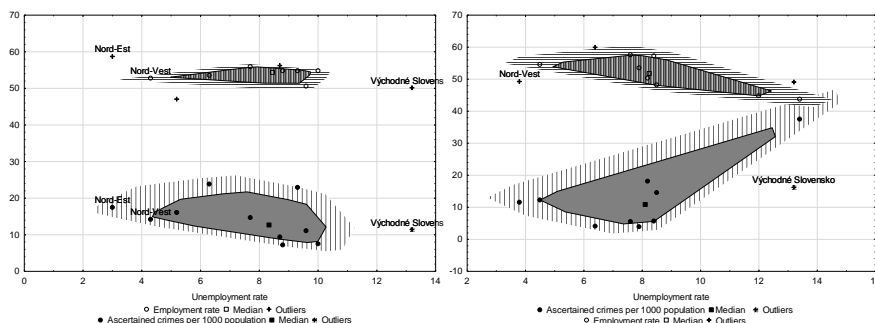 70
60
50
40
30
20
10
0
0 2 4 6 8 10 12 14
Nord-Est
Nord-Vest
Východné Slovens
Nord-Est
Nord-Vest
Východné Slovens
Unemployment rate
Employment rate Median Outliers
Ascertained crimes per 1000 population Median Outliers
70
60
50
40
30
20
10
0
-10
2 4 6 8 10 12 14 16
Nord-Vest
Východné Slovensko
Unemployment rate
Ascertained crimes per 1000 population Median Outliers
Employment rate Median Outliers